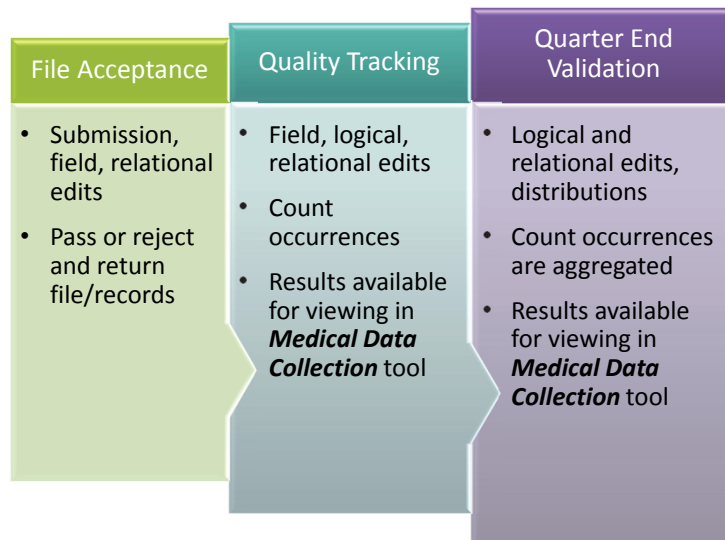 File Acceptance
• Submission,
field, relational
edits
• Pass or reject
and return
file/records
Quality Tracking
• Field, logical,
relational edits
• Count
occurrences
• Results available
for viewing in
Medical Data
Collection tool
Quarter End
Validation
• Logical and
relational edits,
distributions
• Count occurrences
are aggregated
• Results available
for viewing in
Medical Data
Collection tool